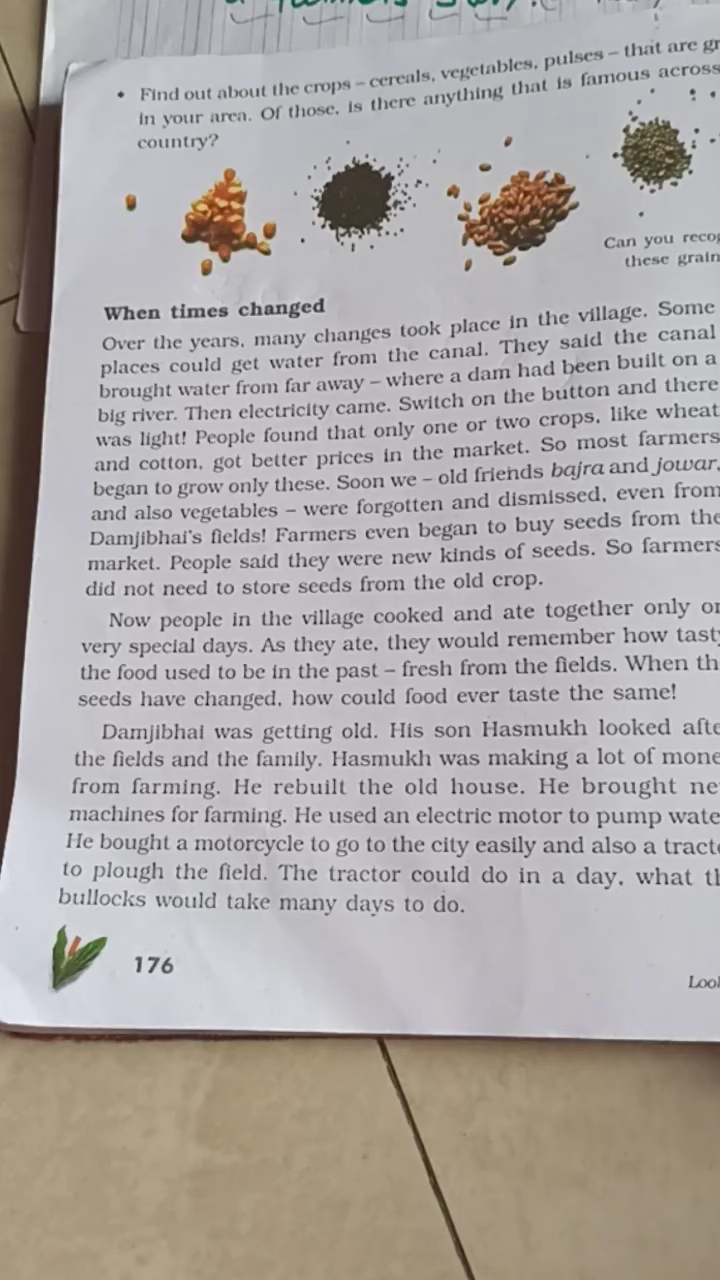 • Find out about the crops – cereals, vegetables, pulses – that are
in your area. Of those, is there anything that is famous across
country?
Can you
these
When times changed
Over the years, many changes took place in the village. Some
places could get water from the canal. They said the canal
brought water from far away – where a dam had been built on a
big river. Then electricity came. Switch on the button and there
was light! People found that only one or two crops, like wheat
and cotton, got better prices in the market. So most farmers
began to grow only these. Soon we – old friends bajra and jowar,
and also vegetables – were forgotten and dismissed, even from
Damjibhai's fields! Farmers even began to buy seeds from the
market. People said they were new kinds of seeds. So farmers
did not need to store seeds from the old crop.
Now people in the village cooked and ate together only
very special days. As they ate, they would remember how
the food used to be in the past – fresh from the fields. When
seeds have changed, how could food ever taste the same!
Damjibhai was getting old. His son Hasmukh looked
the fields and the family. Hasmukh was making a lot of
from farming. He rebuilt the old house. He brought
machines for farming. He used an electric motor to pump
He bought a motorcycle to go to the city easily and also a
to plough the field. The tractor could do in a day, what
bullocks would take many days to do.
176